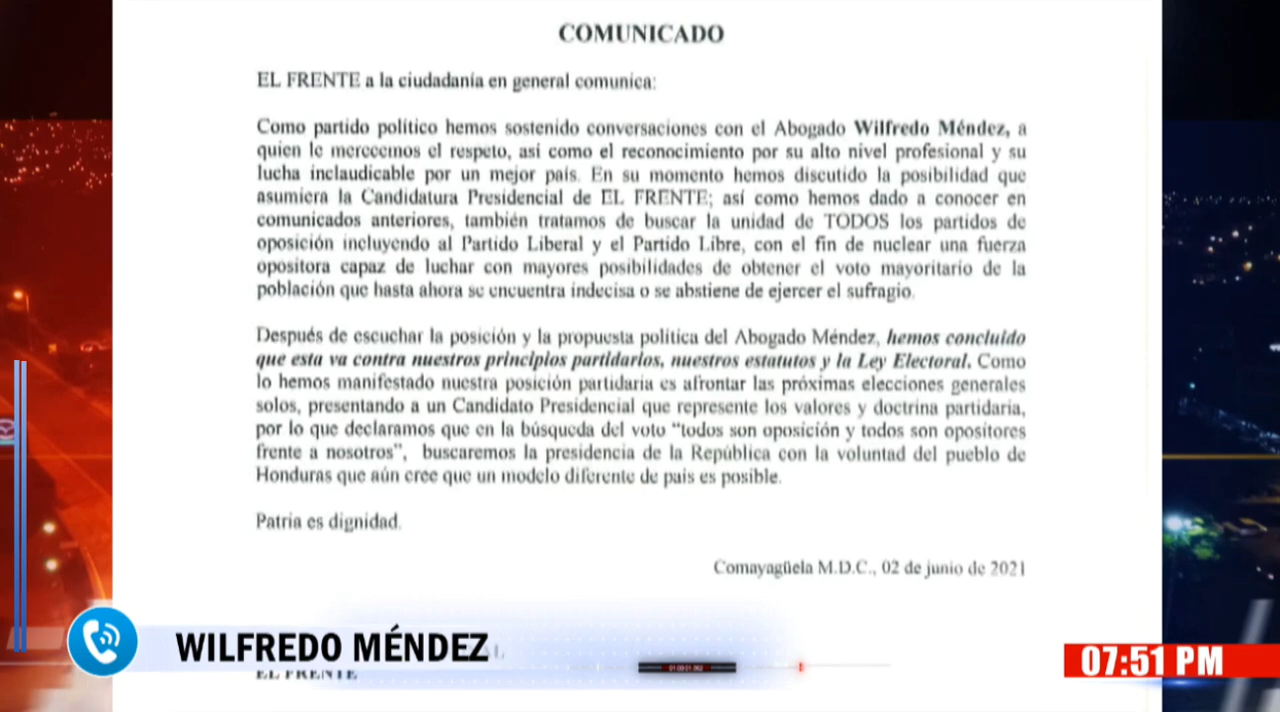 COMUNICADO
EL FRENTE a la ciudadanía en general comunica:
Como partido político hemos sostenido conversaciones con el Abogado Wilfredo Méndez, a
quien le merecemos el respeto, así como el reconocimiento por su alto nivel profesional y su
lucha inclaudicable por un mejor país. En su momento hemos discutido la posibilidad que
asumiera la Candidatura Presidencial de EL FRENTE; así como hemos dado a conocer en
comunicados anteriores, también tratamos de buscar la unidad de TODOS los partidos de
oposición incluyendo al Partido Liberal y el Partido Libre, con el fin de nuclear una fuerza
opositora capaz de luchar con mayores posibilidades de obtener el voto mayoritario de la
población que hasta ahora se encuentra indecisa o se abstiene de ejercer el sufragio.
Después de escuchar la posición y la propuesta política del Abogado Méndez, hemos concluido
que esta va contra nuestros principios partidarios, nuestros estatutos y la Ley Electoral. Como
lo hemos manifestado nuestra posición partidaria es afrontar las próximas elecciones generales
solos, presentando a un Candidato Presidencial que represente los valores y doctrina partidaria,
por lo que declaramos que en la búsqueda del voto “todos son oposición y todos son opositores
frente a nosotros”, buscaremos la presidencia de la República con la voluntad del pueblo de
Honduras que aún cree que un modelo diferente de país es posible.
Patria es dignidad.
Comayagüela M.D.C., 02 de junio de 2021
WILFREDO MÉNDEZ
EL FRENTE
07:51 PM